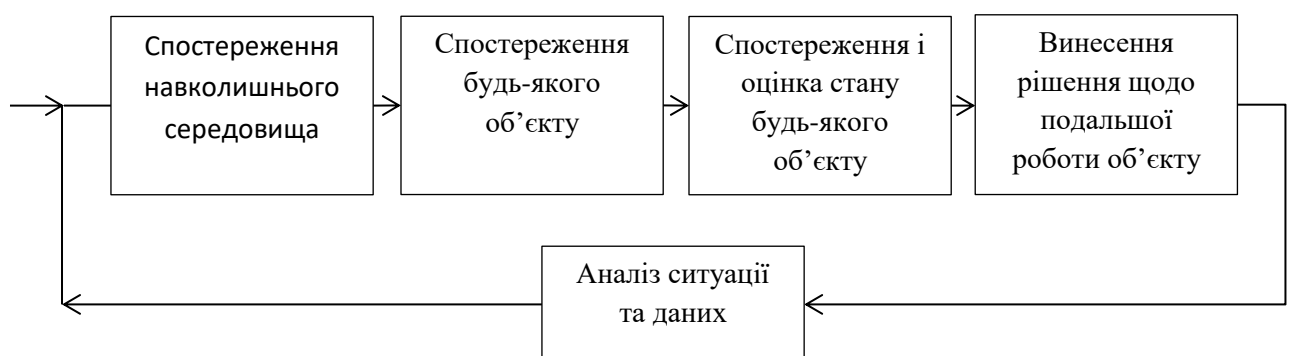 Спостереження
навколишнього
середовища
Спостереження
будь-якого
об’єкту
Спостереження і
оцінка стану
будь-якого
об’єкту
Винесення
рішення щодо
подальшої
роботи об’єкту
Аналіз ситуації
та даних